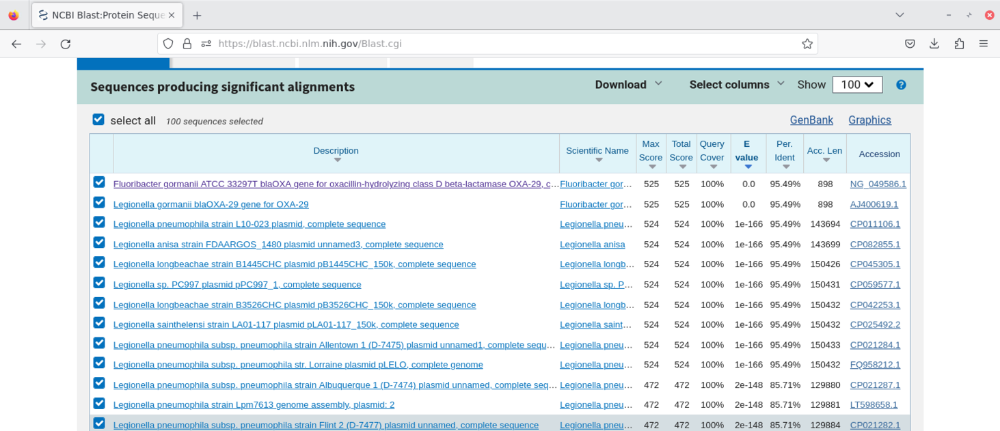 NCBI Blast:Protein Seque
https://blast.ncbi.nlm.nih.gov/Blast.cgi
Sequences producing significant alignments Download Select columns Show 100
select all 100 sequences selected GenBank Graphics
Description Scientific Name Max Score Total Score Query Cover E value Per. Ident Acc. Len Accession
Fluoribacter gormanii ATCC 33297T blaOXA gene for oxacillin-hydrolyzing class D beta-lactamase OXA-29, c... Fluoribacter gor... 525 525 100% 0.0 95.49% 898 NG_049586.1
Legionella gormanii blaOXA-29 gene for OXA-29 Fluoribacter gor... 525 525 100% 0.0 95.49% 898 AJ400619.1
Legionella pneumophila strain L10-023 plasmid, complete sequence Legionella pneu... 524 524 100% 1e-166 95.49% 143694 CP011106.1
Legionella anisa strain FDAARGOS_1480 plasmid unnamed3, complete sequence Legionella anisa 524 524 100% 1e-166 95.49% 143699 CP082855.1
Legionella longbeachae strain B1445CHC plasmid pB1445CHC_150k, complete sequence Legionella longb... 524 524 100% 1e-166 95.49% 150426 CP045305.1
Legionella sp. PC997 plasmid pPC997_1, complete sequence Legionella sp. P... 524 524 100% 1e-166 95.49% 150431 CP059577.1
Legionella longbeachae strain B3526CHC plasmid pB3526CHC_150k, complete sequence Legionella longb... 524 524 100% 1e-166 95.49% 150432 CP042253.1
Legionella sainthelensi strain LA01-117 plasmid pLA01-117_150k, complete sequence Legionella saint... 524 524 100% 1e-166 95.49% 150432 CP025492.2
Legionella pneumophila subsp. pneumophila strain Allentown 1 (D-7475) plasmid unnamed1, complete sequ... Legionella pneu... 524 524 100% 1e-166 95.49% 150433 CP021284.1
Legionella pneumophila subsp. pneumophila str. Lorraine plasmid pLELO, complete genome Legionella pneu... 524 524 100% 1e-166 95.49% 150432 FQ958212.1
Legionella pneumophila subsp. pneumophila strain Albuquerque 1 (D-7474) plasmid unnamed, complete seq... Legionella pneu... 472 472 100% 2e-148 85.71% 129880 CP021287.1
Legionella pneumophila strain Lpm7613 genome assembly, plasmid: 2 Legionella pneu... 472 472 100% 2e-148 85.71% 129881 LT598658.1
Legionella pneumophila subsp. pneumophila strain Flint 2 (D-7477) plasmid unnamed, complete sequence Legionella pneu... 472 472 100% 2e-148 85.71% 129884 CP021282.1